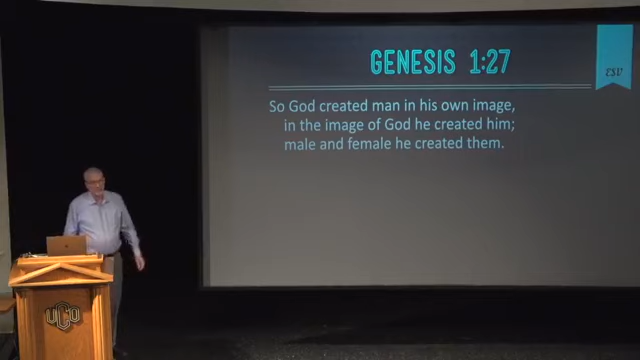 GENESIS 1:27
ESV
So God created man in his own image,
in the image of God he created him;
male and female he created them.
UCO